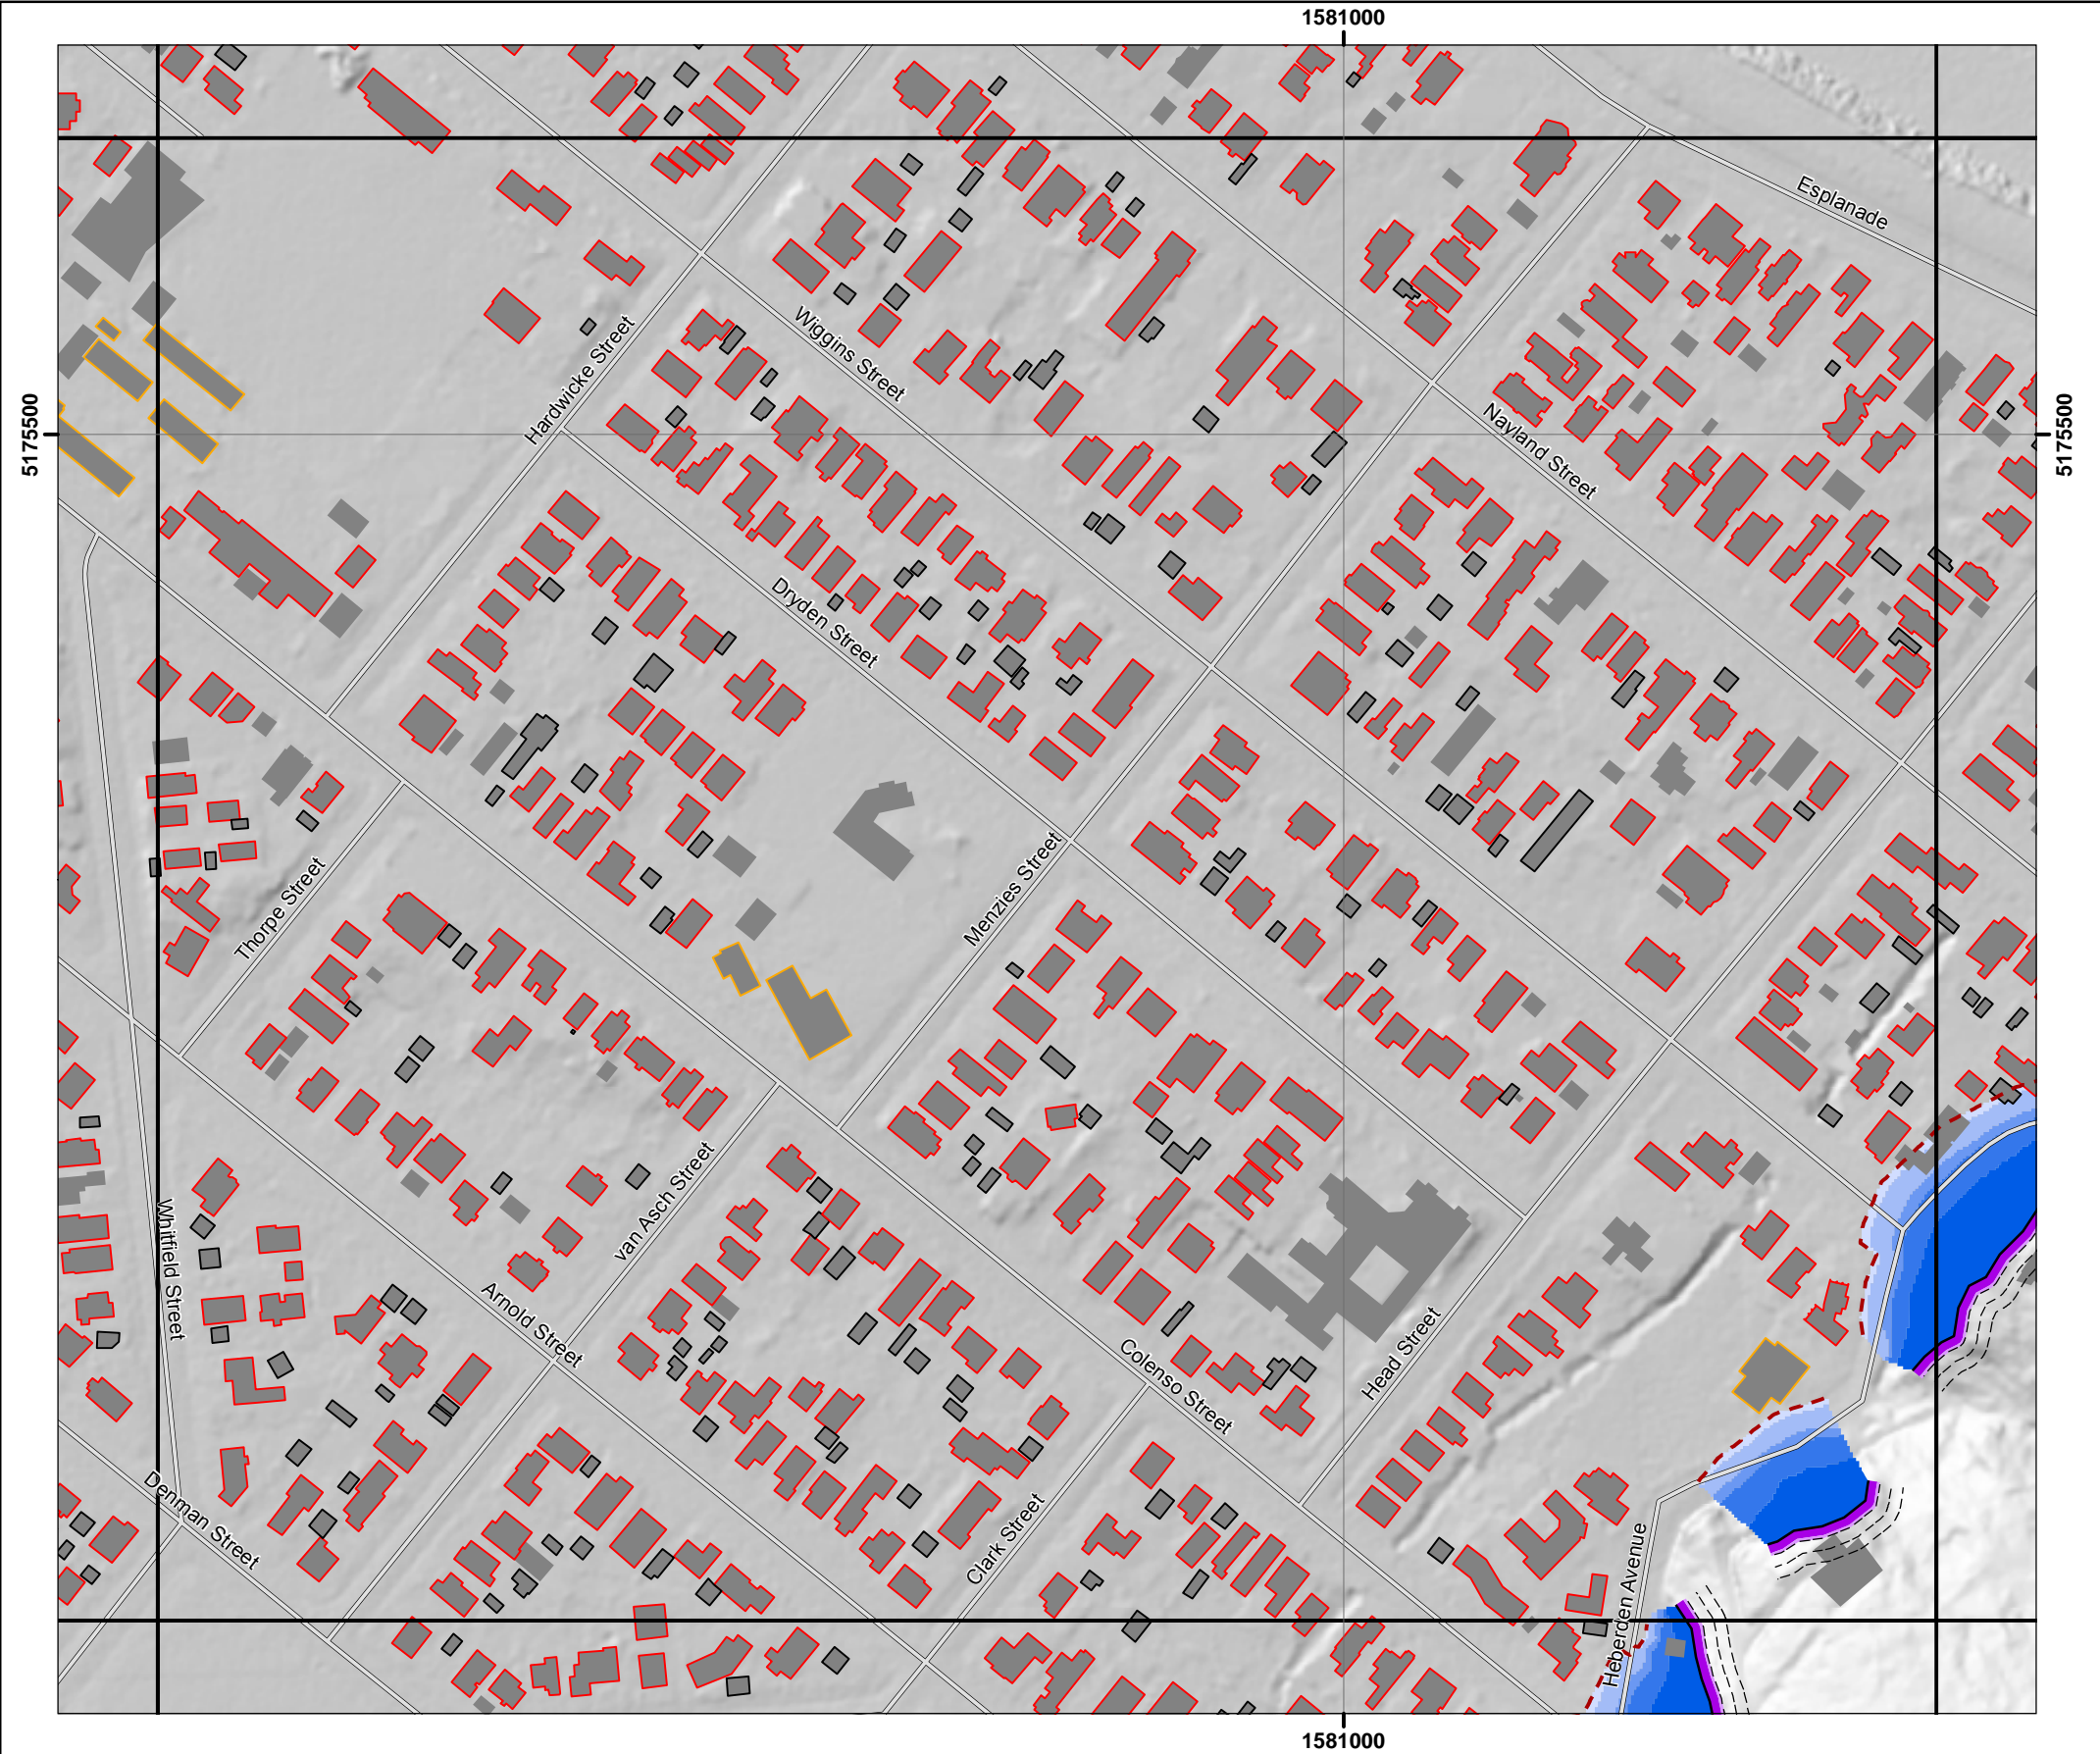 1581000
Esplanade
Hardwicke Street
Wiggins Street
5175500
5175500
Nayland Street
Dryden Street
Menzies Street
Thorpe Street
van Asch Street
Whitfield Street
Arnold Street
Colenso Street
Head Street
Denman Street
Clark Street
Heberden Avenue
1581000